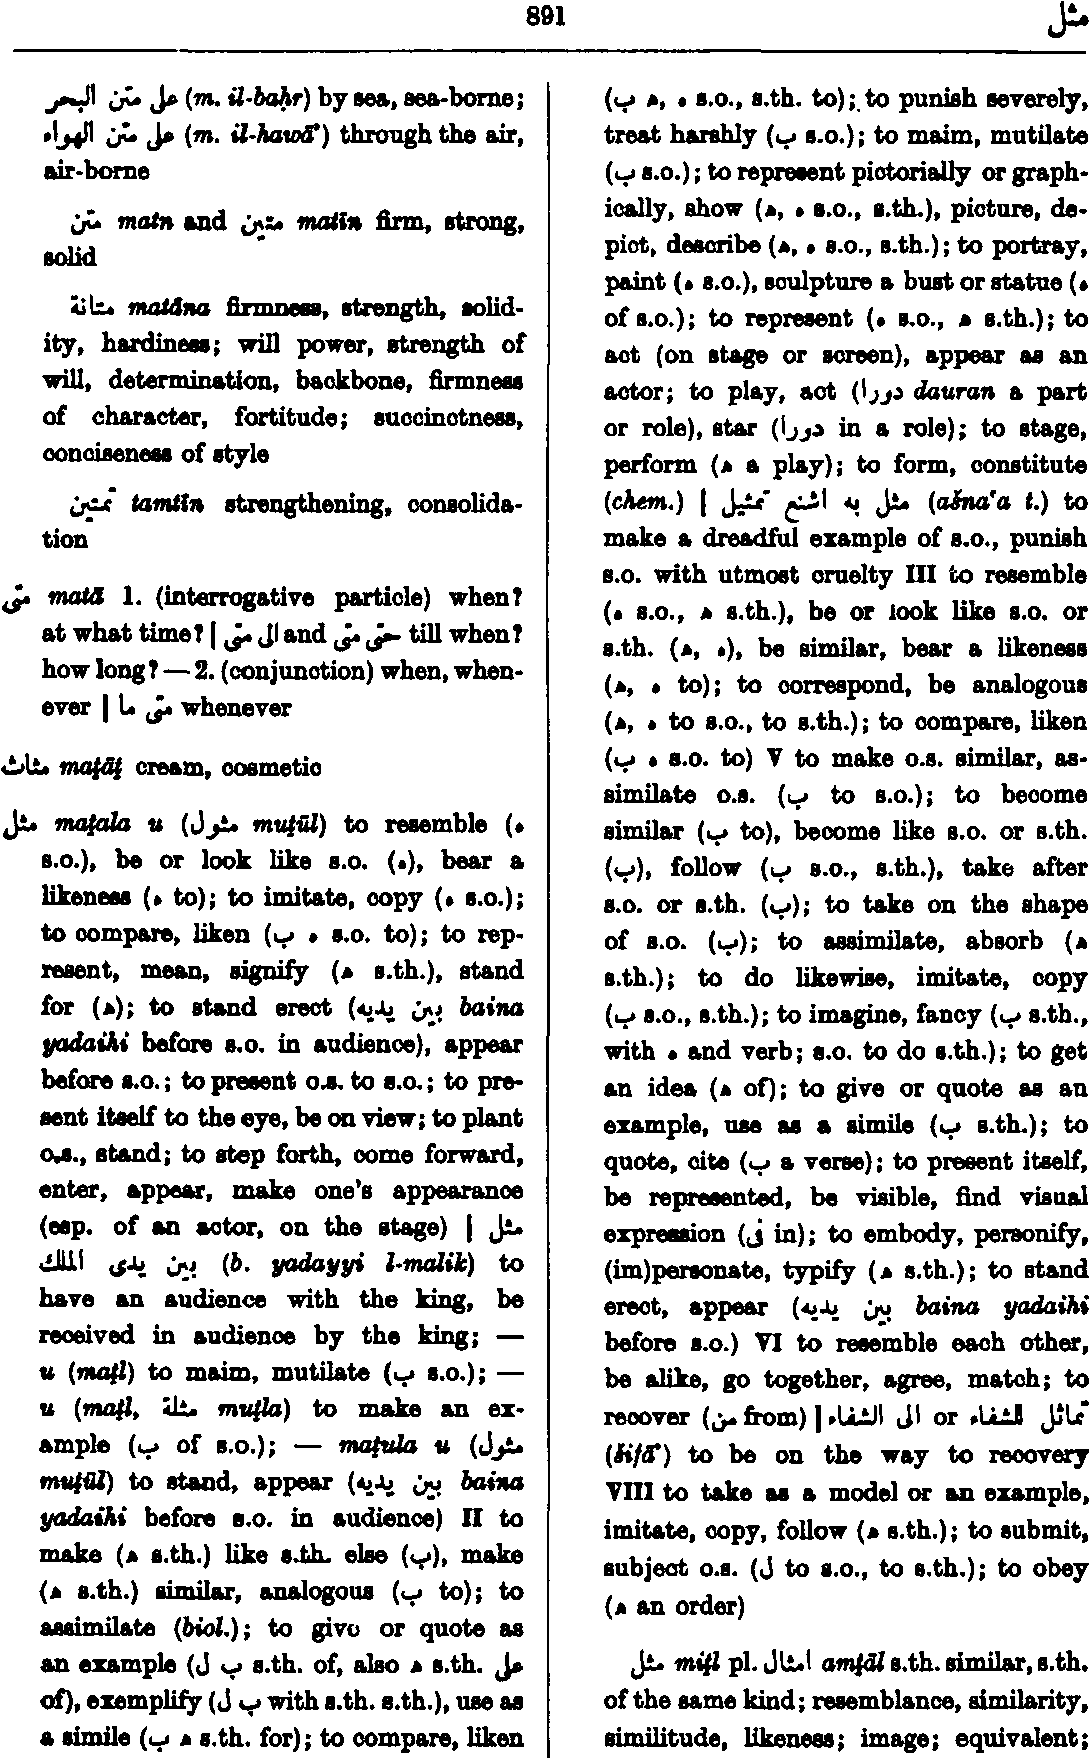 891
مثل
على متن البحر (m. il-baḥr) by sea, sea-borne;
على متن الهواء (m. il-hawā’) through the air,
air-borne
متن matn and متين matīn firm, strong,
solid
متانة matāna firmness, strength, solid-
ity, hardiness; will power, strength of
will, determination, backbone, firmness
of character, fortitude; succinctness,
conciseness of style
تمتين tamtīn strengthening, consolida-
tion
متى matā 1. (interrogative particle) when?
at what time? | الى متى and حتى متى till when?
how long? — 2. (conjunction) when, when-
ever | متى ما whenever
مثاث maṯāṯ cream, cosmetic
مثل maṯala u (مثول muṯūl) to resemble (ه
s.o.), be or look like s.o. (ه), bear a
likeness (ه to); to imitate, copy (ه s.o.);
to compare, liken (ه ب s.o. to); to rep-
resent, mean, signify (ﻫ s.th.), stand
for (ﻫ); to stand erect (بين يديه baina
yadaihi before s.o. in audience), appear
before s.o.; to present o.s. to s.o.; to pre-
sent itself to the eye, be on view; to plant
o.s., stand; to step forth, come forward,
enter, appear, make one's appearance
(esp. of an actor, on the stage) | مثل
بين يدى الملك (b. yadayyi l-malik) to
have an audience with the king, be
received in audience by the king; —
u (maṯl) to maim, mutilate (ب s.o.); —
u (maṯl, مثلة muṯla) to make an ex-
ample (ب of s.o.); — maṯula u (مثول
muṯūl) to stand, appear (بين يديه baina
yadaihi before s.o. in audience) II to
make (ﻫ s.th.) like s.th. else (ب), make
(ﻫ s.th.) similar, analogous (ب to); to
assimilate (biol.); to give or quote as
an example (ب ل s.th. of, also ﻫ s.th. على
of), exemplify (ب ل with s.th. s.th.), use as
a simile (ﻫ ب s.th. for); to compare, liken
(ﻫ, ه ب s.o., s.th. to); to punish severely,
treat harshly (ب s.o.); to maim, mutilate
(ب s.o.); to represent pictorially or graph-
ically, show (ﻫ, ه s.o., s.th.), picture, de-
pict, describe (ﻫ, ه s.o., s.th.); to portray,
paint (ه s.o.), sculpture a bust or statue (ه
of s.o.); to represent (ه s.o., ﻫ s.th.); to
act (on stage or screen), appear as an
actor; to play, act (دورا dauran a part
or role), star (دورا in a role); to stage,
perform (ﻫ a play); to form, constitute
(chem.) | مثل به اشنع تمثيل (ašna‘a t.) to
make a dreadful example of s.o., punish
s.o. with utmost cruelty III to resemble
(ه s.o., ﻫ s.th.), be or look like s.o. or
s.th. (ﻫ, ه), be similar, bear a likeness
(ﻫ, ه to); to correspond, be analogous
(ﻫ, ه to s.o., to s.th.); to compare, liken
(ه ب s.o. to) V to make o.s. similar, as-
similate o.s. (ب to s.o.); to become
similar (ب to), become like s.o. or s.th.
(ب), follow (ب s.o., s.th.), take after
s.o. or s.th. (ب); to take on the shape
of s.o. (ب); to assimilate, absorb (ﻫ
s.th.); to do likewise, imitate, copy
(ب s.o., s.th.); to imagine, fancy (ب s.th.,
with ه and verb; s.o. to do s.th.); to get
an idea (ﻫ of); to give or quote as an
example, use as a simile (ب s.th.); to
quote, cite (ب a verse); to present itself,
be represented, be visible, find visual
expression (فى in); to embody, personify,
(im)personate, typify (ﻫ s.th.); to stand
erect, appear (بين يديه baina yadaihi
before s.o.) VI to resemble each other,
be alike, go together, agree, match; to
recover (من from) | تماثل للشفاء or الى الشفاء
(šifā’) to be on the way to recovery
VIII to take as a model or an example,
imitate, copy, follow (ﻫ s.th.); to submit,
subject o.s. (ل to s.o., to s.th.); to obey
(ﻫ an order)
مثل miṯl pl. امثال amṯāl s.th. similar, s.th.
of the same kind; resemblance, similarity,
similitude, likeness; image; equivalent;